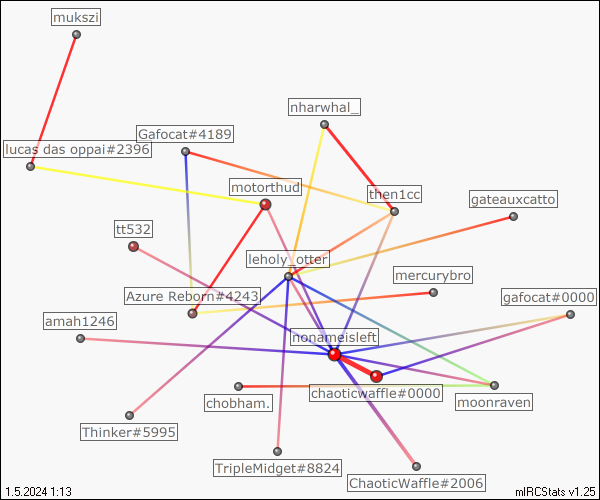 mukszi
nharwhal_
Gafocat#4189
lucas das oppai#2396
motorthud
then1cc
gateauxcatto
tt532
leholy_otter
mercurybro
Azure Reborn#4243
gafocat#0000
amah1246
nonameisleft
chaoticwaffle#0000
chobham.
moonraven
Thinker#5995
TripleMidget#8824
ChaoticWaffle#2006
1.5.2024 1:13
mIRCStats v1.25